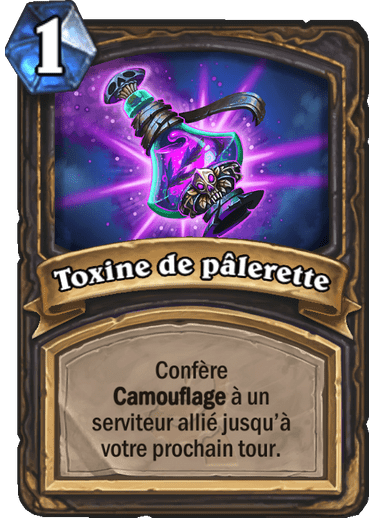 1
Toxine de pâlerette
Confère
Camouflage à un
serviteur allié jusqu'à
votre prochain tour.